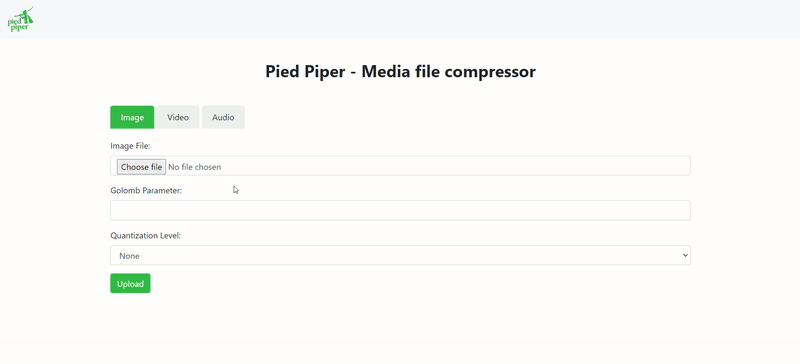 pied
piper
Pied Piper - Media file compressor
Image Video Audio
Image File:
Choose file No file chosen
Golomb Parameter:
Quantization Level:
None
Upload